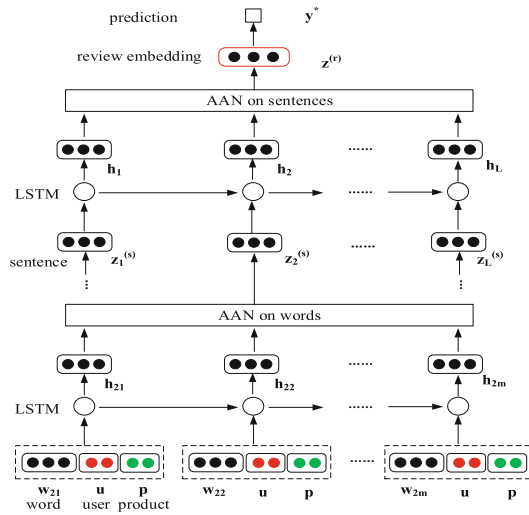 prediction y*
review embedding z(r)
AAN on sentences
h1 h2 ...... hL
LSTM ......
sentence z1(s) z2(s) ...... zL(s)
... ...
AAN on words
h21 h22 ...... h2m
LSTM ......
......
w21 u p w22 u p w2m u p
word user product